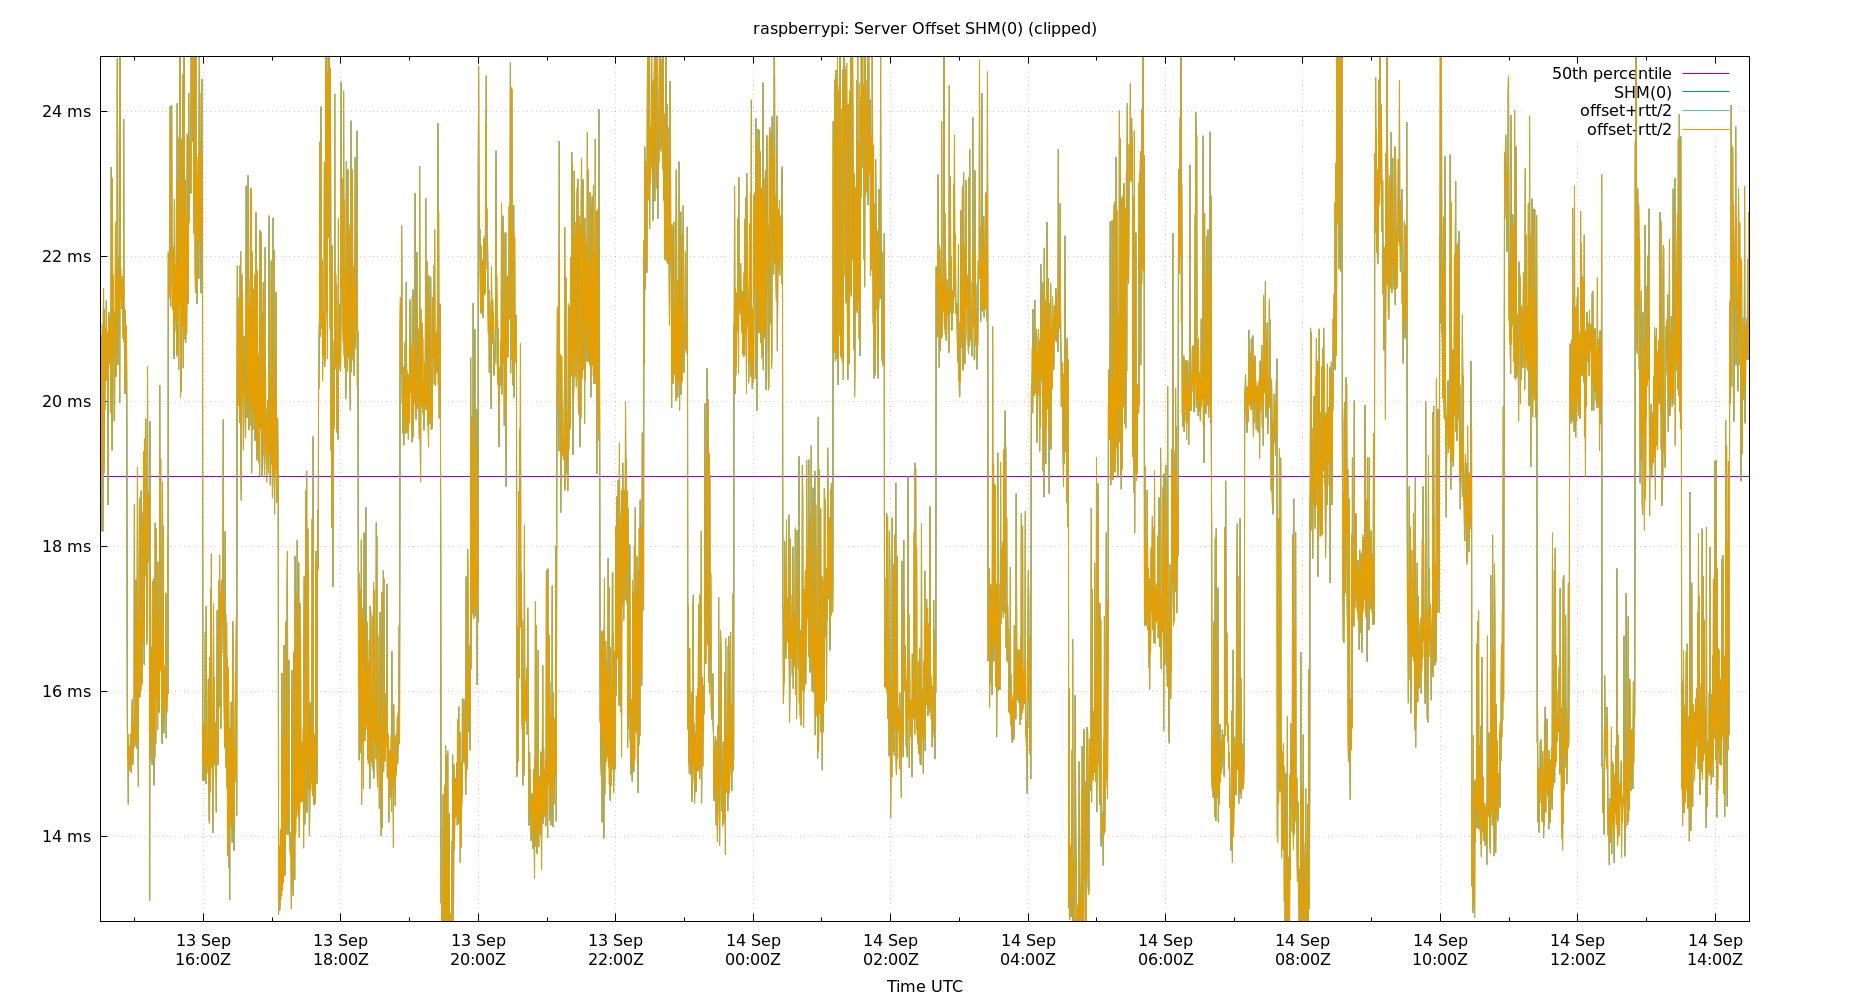 raspberrypi: Server Offset SHM(0) (clipped)
50th percentile
SHM(0)
offset+rtt/2
offset-rtt/2
24 ms
22 ms
20 ms
18 ms
16 ms
14 ms
13 Sep 13 Sep 13 Sep 13 Sep 14 Sep 14 Sep 14 Sep 14 Sep 14 Sep 14 Sep 14 Sep 14 Sep
16:00Z 18:00Z 20:00Z 22:00Z 00:00Z 02:00Z 04:00Z 06:00Z 08:00Z 10:00Z 12:00Z 14:00Z
Time UTC